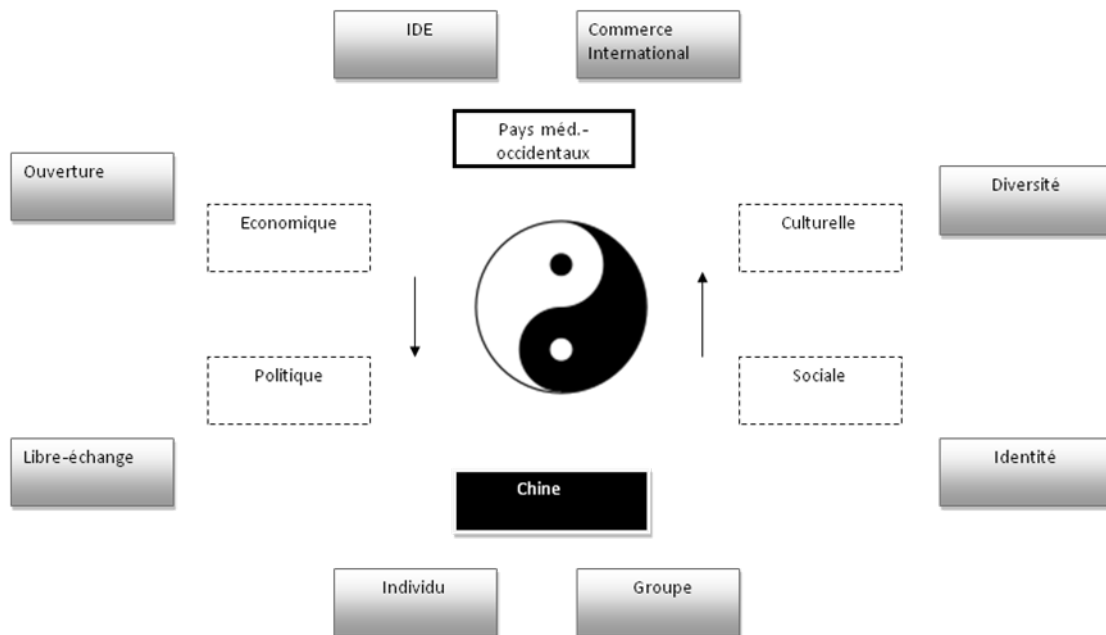 IDE
Commerce
International
Pays méd.-
occidentaux
Ouverture
Diversité
Economique
Culturelle
Politique
Sociale
Libre-échange
Identité
Chine
Individu
Groupe